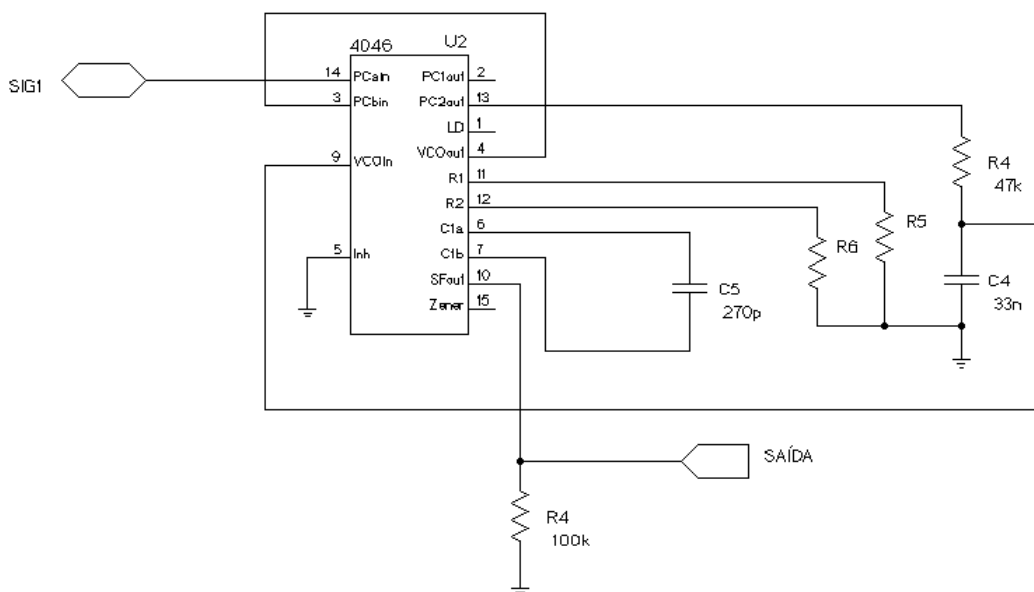 4046
U2
SIG1
14
PCaIn
PC1out
2
3
PCbin
PC2out
13
LD
1
9
VCOIn
VCOout
4
R1
11
R2
12
C1a
6
5
Inh
C1b
7
SFout
10
Zener
15
R4
47k
R5
R6
C5
270p
C4
33n
SAÍDA
R4
100k